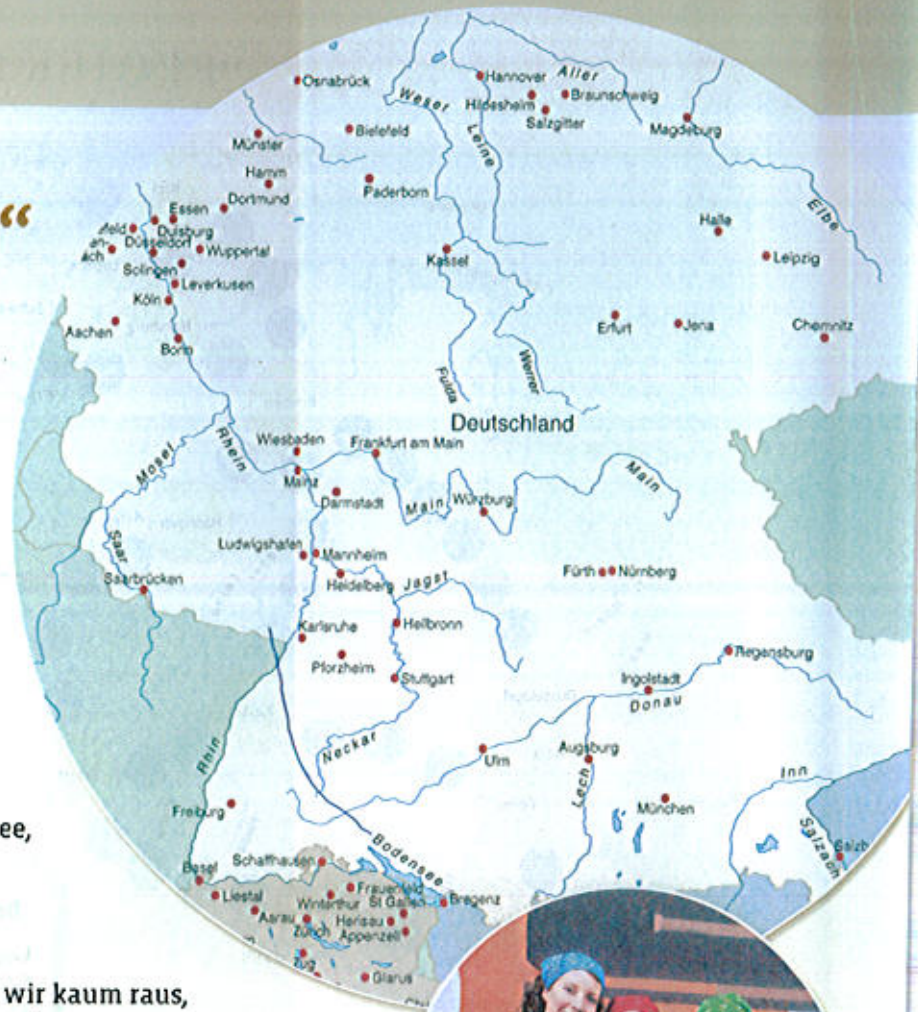 Osnabrück
Hannover
Aller
Weser
Hildesheim
Braunschweig
Salzgitter
Magdeburg
Bielefeld
Münster
Leine
Hamm
Paderborn
Dortmund
Essen
“
Elbe
Duisburg
Halle
Düsseldorf
Wuppertal
Kassel
Leipzig
Solingen
Leverkusen
Köln
Aachen
Erfurt
Jena
Chemnitz
Bonn
Werra
Fulda
Deutschland
Mosel
Rhein
Wiesbaden
Frankfurt am Main
Mainz
Main
Darmstadt
Main
Würzburg
Saar
Ludwigshafen
Mannheim
Saarbrücken
Heidelberg
Jagst
Fürth
Nürnberg
Karlsruhe
Heilbronn
Pforzheim
Stuttgart
Regensburg
Ingolstadt
Donau
Rhin
Neckar
Ulm
Augsburg
Lech
Inn
München
Freiburg
Salzach
Salzb
ee,
Bodensee
Basel
Schaffhausen
Liestal
Frauenfeld
Winterthur
St Gallen
Bregenz
Aarau
Zürich
Herisau
Appenzell
Zug
Glarus
wir kaum raus,